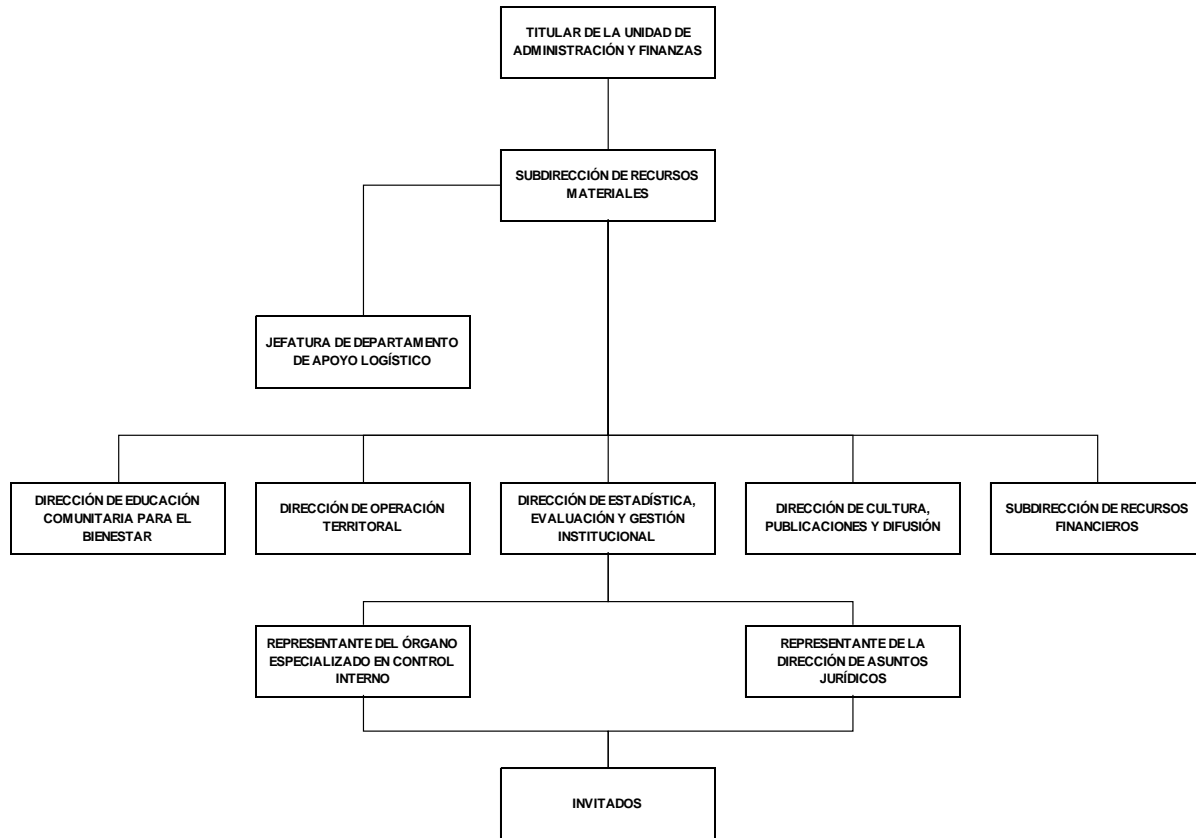 TITULAR DE LA UNIDAD DE
ADMINISTRACIÓN Y FINANZAS
SUBDIRECCIÓN DE RECURSOS
MATERIALES
JEFATURA DE DEPARTAMENTO
DE APOYO LOGÍSTICO
DIRECCIÓN DE EDUCACIÓN
COMUNITARIA PARA EL
BIENESTAR
DIRECCIÓN DE OPERACIÓN
TERRITORAL
DIRECCIÓN DE ESTADÍSTICA,
EVALUACIÓN Y GESTIÓN
INSTITUCIONAL
DIRECCIÓN DE CULTURA,
PUBLICACIONES Y DIFUSIÓN
SUBDIRECCIÓN DE RECURSOS
FINANCIEROS
REPRESENTANTE DEL ÓRGANO
ESPECIALIZADO EN CONTROL
INTERNO
REPRESENTANTE DE LA
DIRECCIÓN DE ASUNTOS
JURÍDICOS
INVITADOS